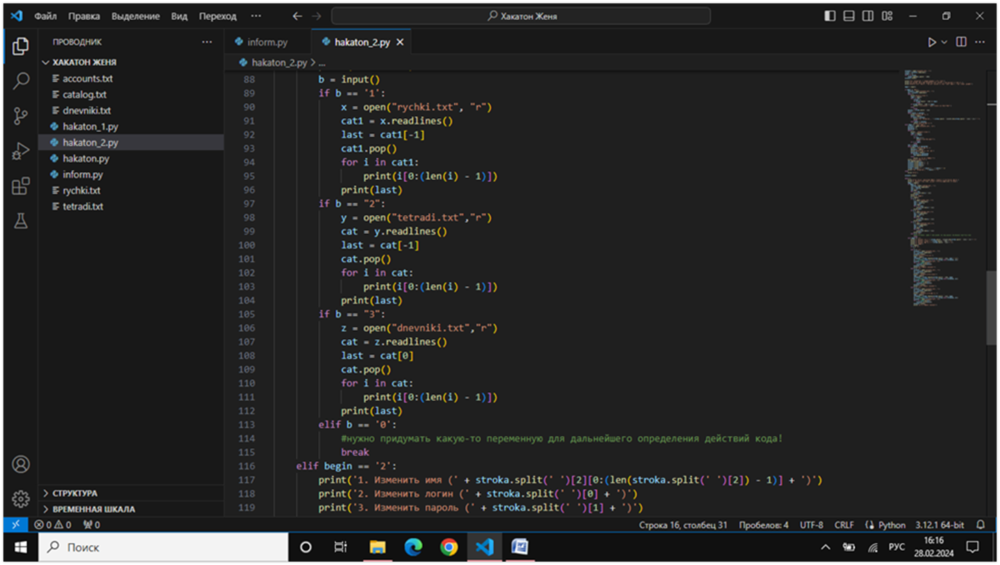 Файл Правка Выделение Вид Переход ··· ← → Хакатон Женя
ПРОВОДНИК ···
ХАКАТОН ЖЕНЯ
accounts.txt
catalog.txt
dnevniki.txt
hakaton_1.py
hakaton_2.py
hakaton.py
inform.py
rychki.txt
tetradi.txt
СТРУКТУРА
ВРЕМЕННАЯ ШКАЛА
inform.py hakaton_2.py ×
hakaton_2.py > ...
88 b = input()
89 if b == '1':
90 x = open("rychki.txt", "r")
91 cat1 = x.readlines()
92 last = cat1[-1]
93 cat1.pop()
94 for i in cat1:
95 print(i[0:(len(i) - 1)])
96 print(last)
97 if b == "2":
98 y = open("tetradi.txt","r")
99 cat = y.readlines()
100 last = cat[-1]
101 cat.pop()
102 for i in cat:
103 print(i[0:(len(i) - 1)])
104 print(last)
105 if b == "3":
106 z = open("dnevniki.txt","r")
107 cat = z.readlines()
108 last = cat[0]
109 cat.pop()
110 for i in cat:
111 print(i[0:(len(i) - 1)])
112 print(last)
113 elif b == '0':
114 #нужно придумать какую-то переменную для дальнейшего определения действий кода!
115 break
116 elif begin == '2':
117 print('1. Изменить имя (' + stroka.split(' ')[2][0:(len(stroka.split(' ')[2]) - 1)] + ')')
118 print('2. Изменить логин (' + stroka.split(' ')[0] + ')')
119 print('3. Изменить пароль (' + stroka.split(' ')[1] + ')')
0 0 0 Строка 16, столбец 31 Пробелов: 4 UTF-8 CRLF Python 3.12.1 64-bit
Поиск
РУС
16:16
28.02.2024